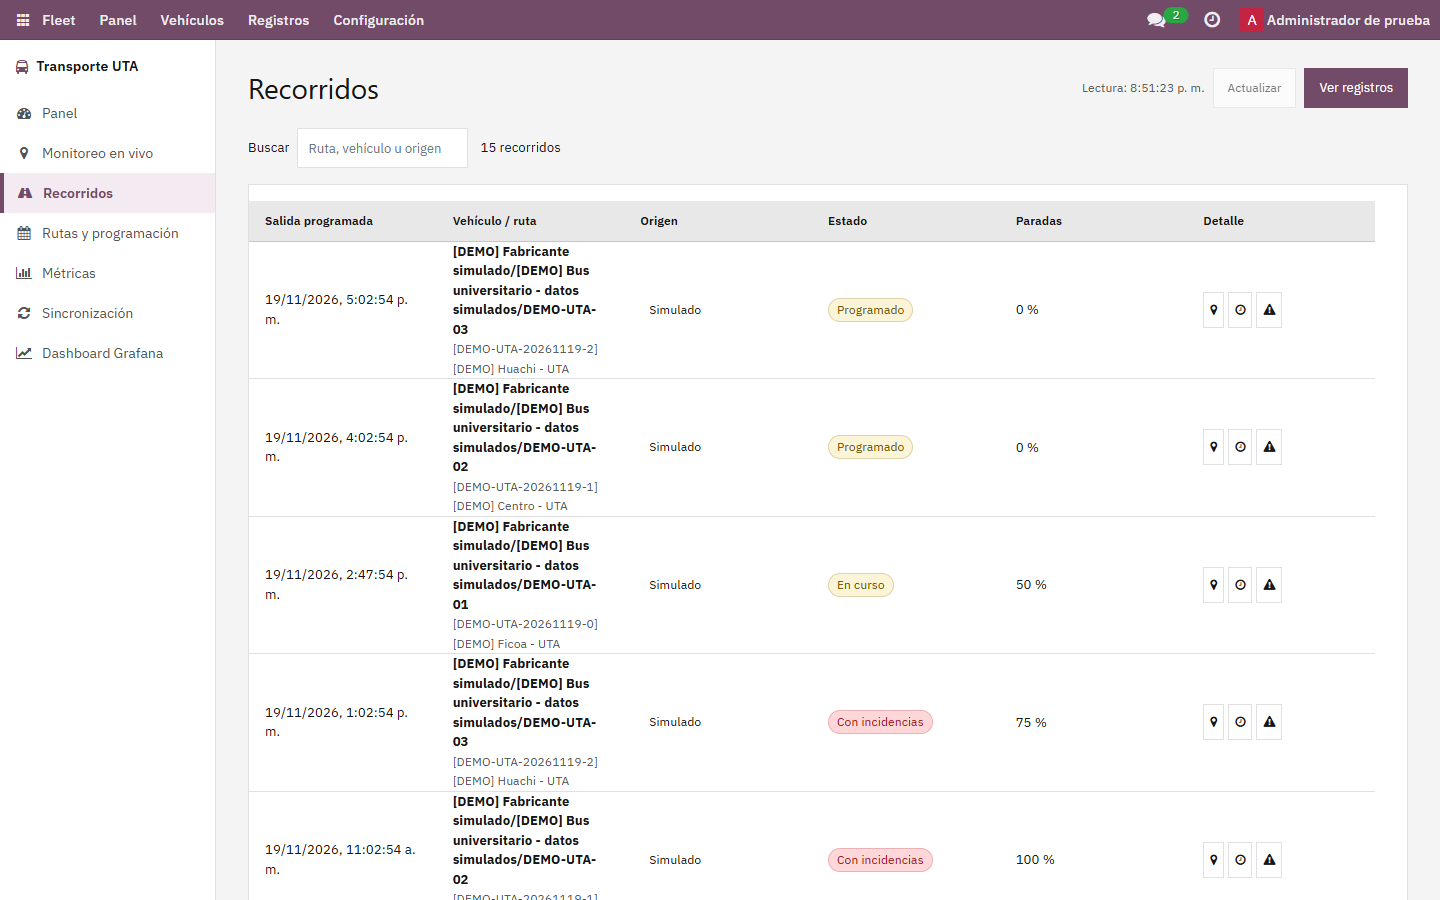 Fleet Panel Vehículos Registros Configuración 2 A Administrador de prueba
Transporte UTA
Panel
Monitoreo en vivo
Recorridos
Rutas y programación
Métricas
Sincronización
Dashboard Grafana
Recorridos
Lectura: 8:51:23 p. m. Actualizar Ver registros
Buscar Ruta, vehículo u origen 15 recorridos
Salida programada Vehículo / ruta Origen Estado Paradas Detalle
19/11/2026, 5:02:54 p.
m.
[DEMO] Fabricante
simulado/[DEMO] Bus
universitario - datos
simulados/DEMO-UTA-
03
[DEMO-UTA-20261119-2]
[DEMO] Huachi - UTA
Simulado Programado 0 %
19/11/2026, 4:02:54 p.
m.
[DEMO] Fabricante
simulado/[DEMO] Bus
universitario - datos
simulados/DEMO-UTA-
02
[DEMO-UTA-20261119-1]
[DEMO] Centro - UTA
Simulado Programado 0 %
19/11/2026, 2:47:54 p.
m.
[DEMO] Fabricante
simulado/[DEMO] Bus
universitario - datos
simulados/DEMO-UTA-
01
[DEMO-UTA-20261119-0]
[DEMO] Ficoa - UTA
Simulado En curso 50 %
19/11/2026, 1:02:54 p.
m.
[DEMO] Fabricante
simulado/[DEMO] Bus
universitario - datos
simulados/DEMO-UTA-
03
[DEMO-UTA-20261119-2]
[DEMO] Huachi - UTA
Simulado Con incidencias 75 %
19/11/2026, 11:02:54 a.
m.
[DEMO] Fabricante
simulado/[DEMO] Bus
universitario - datos
simulados/DEMO-UTA-
02
[DEMO-UTA-20261119-1]
Simulado Con incidencias 100 %